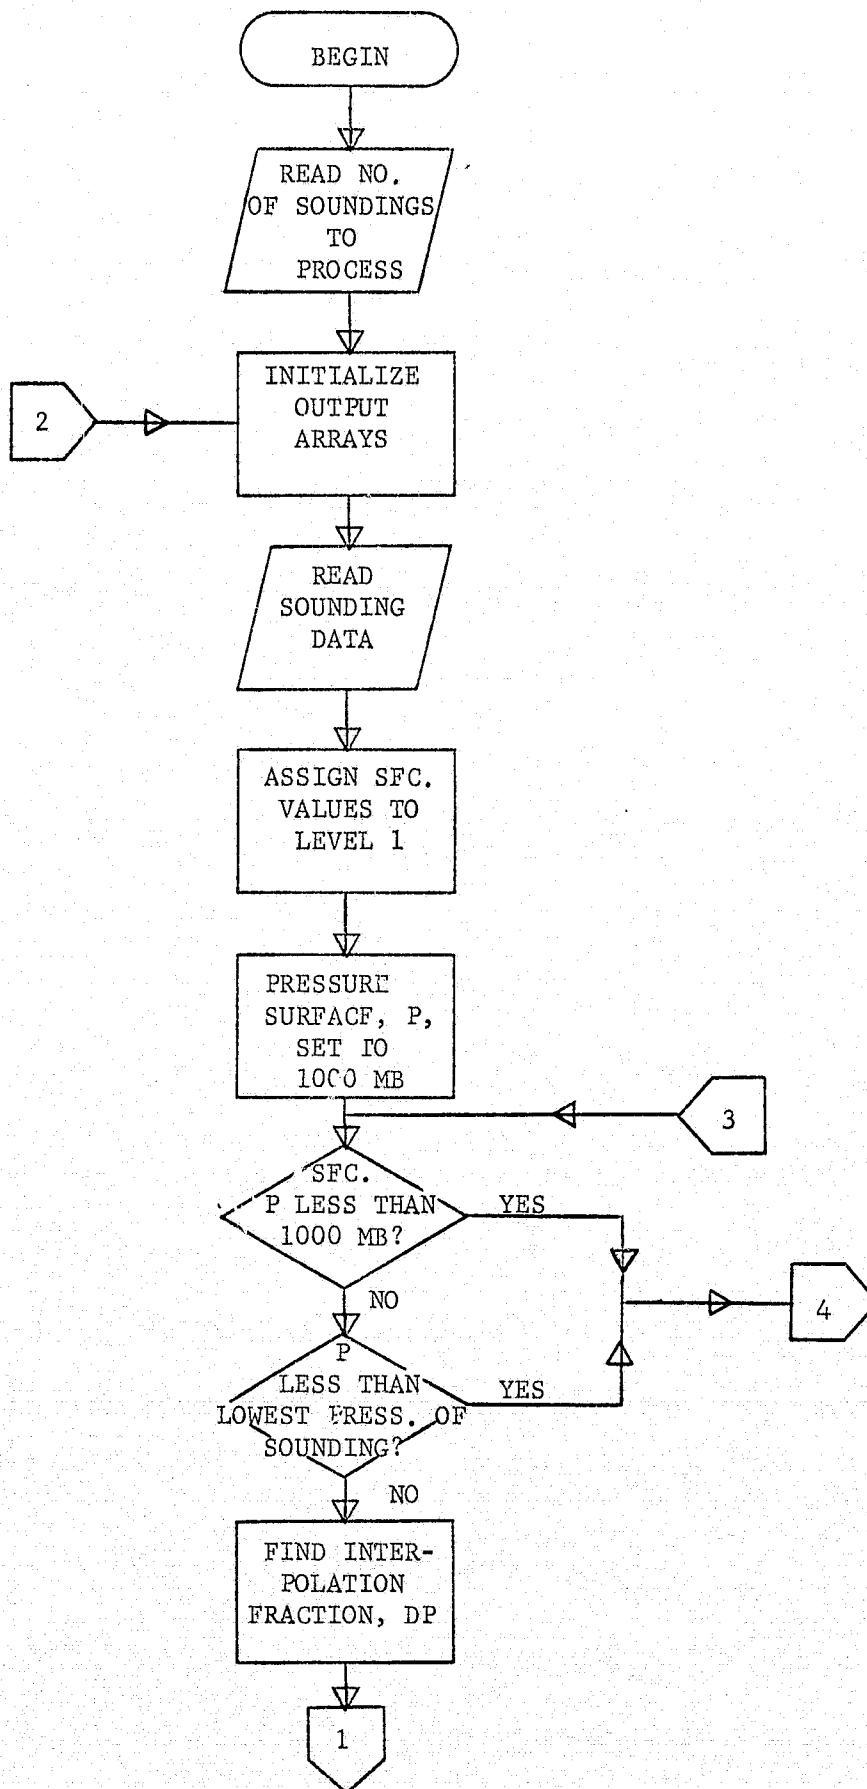 BEGIN
READ NO.
OF SOUNDINGS
TO
PROCESS
INITIALIZE
OUTPUT
ARRAYS
2
READ
SOUNDING
DATA
ASSIGN SFC.
VALUES TO
LEVEL 1
PRESSURE
SURFACE, P,
SET TO
1000 MB
3
SFC.
P LESS THAN
1000 MB?
YES
NO
4
P
LESS THAN
LOWEST PRESS. OF
SOUNDING?
YES
NO
FIND INTER-
POLATION
FRACTION, DP
1